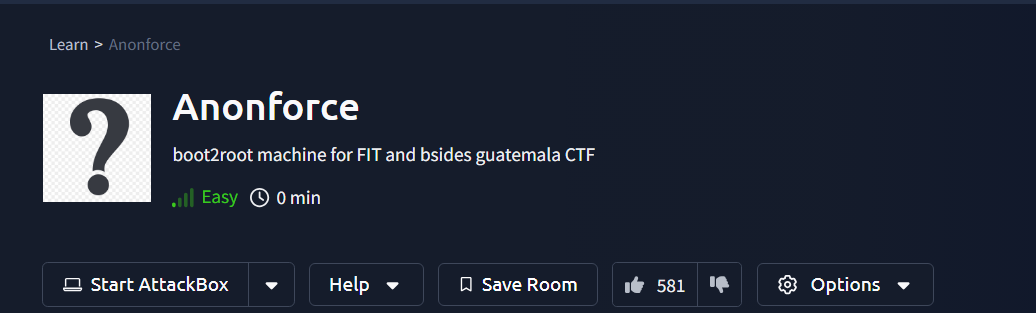 Learn > Anonforce
Anonforce
boot2root machine for FIT and bsides guatemala CTF
Easy 0 min
Start AttackBox Help Save Room 581 Options